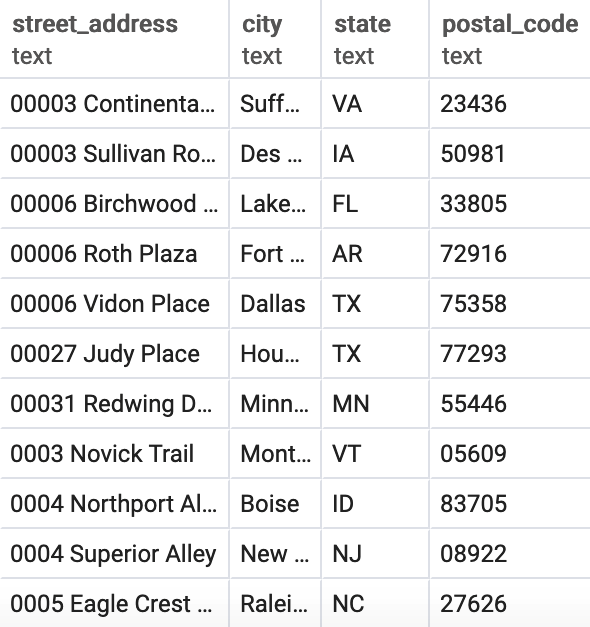 street_address city state postal_code
text text text text
00003 Continenta... Suff... VA 23436
00003 Sullivan Ro... Des ... IA 50981
00006 Birchwood ... Lake... FL 33805
00006 Roth Plaza Fort ... AR 72916
00006 Vidon Place Dallas TX 75358
00027 Judy Place Hou... TX 77293
00031 Redwing D... Minn... MN 55446
0003 Novick Trail Mont... VT 05609
0004 Northport Al... Boise ID 83705
0004 Superior Alley New ... NJ 08922
0005 Eagle Crest ... Ralei... NC 27626